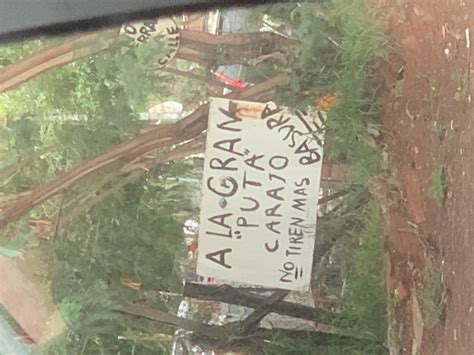 A LA GRAN
"PUTA"
CARAJO
NO TIREN MAS BASURA